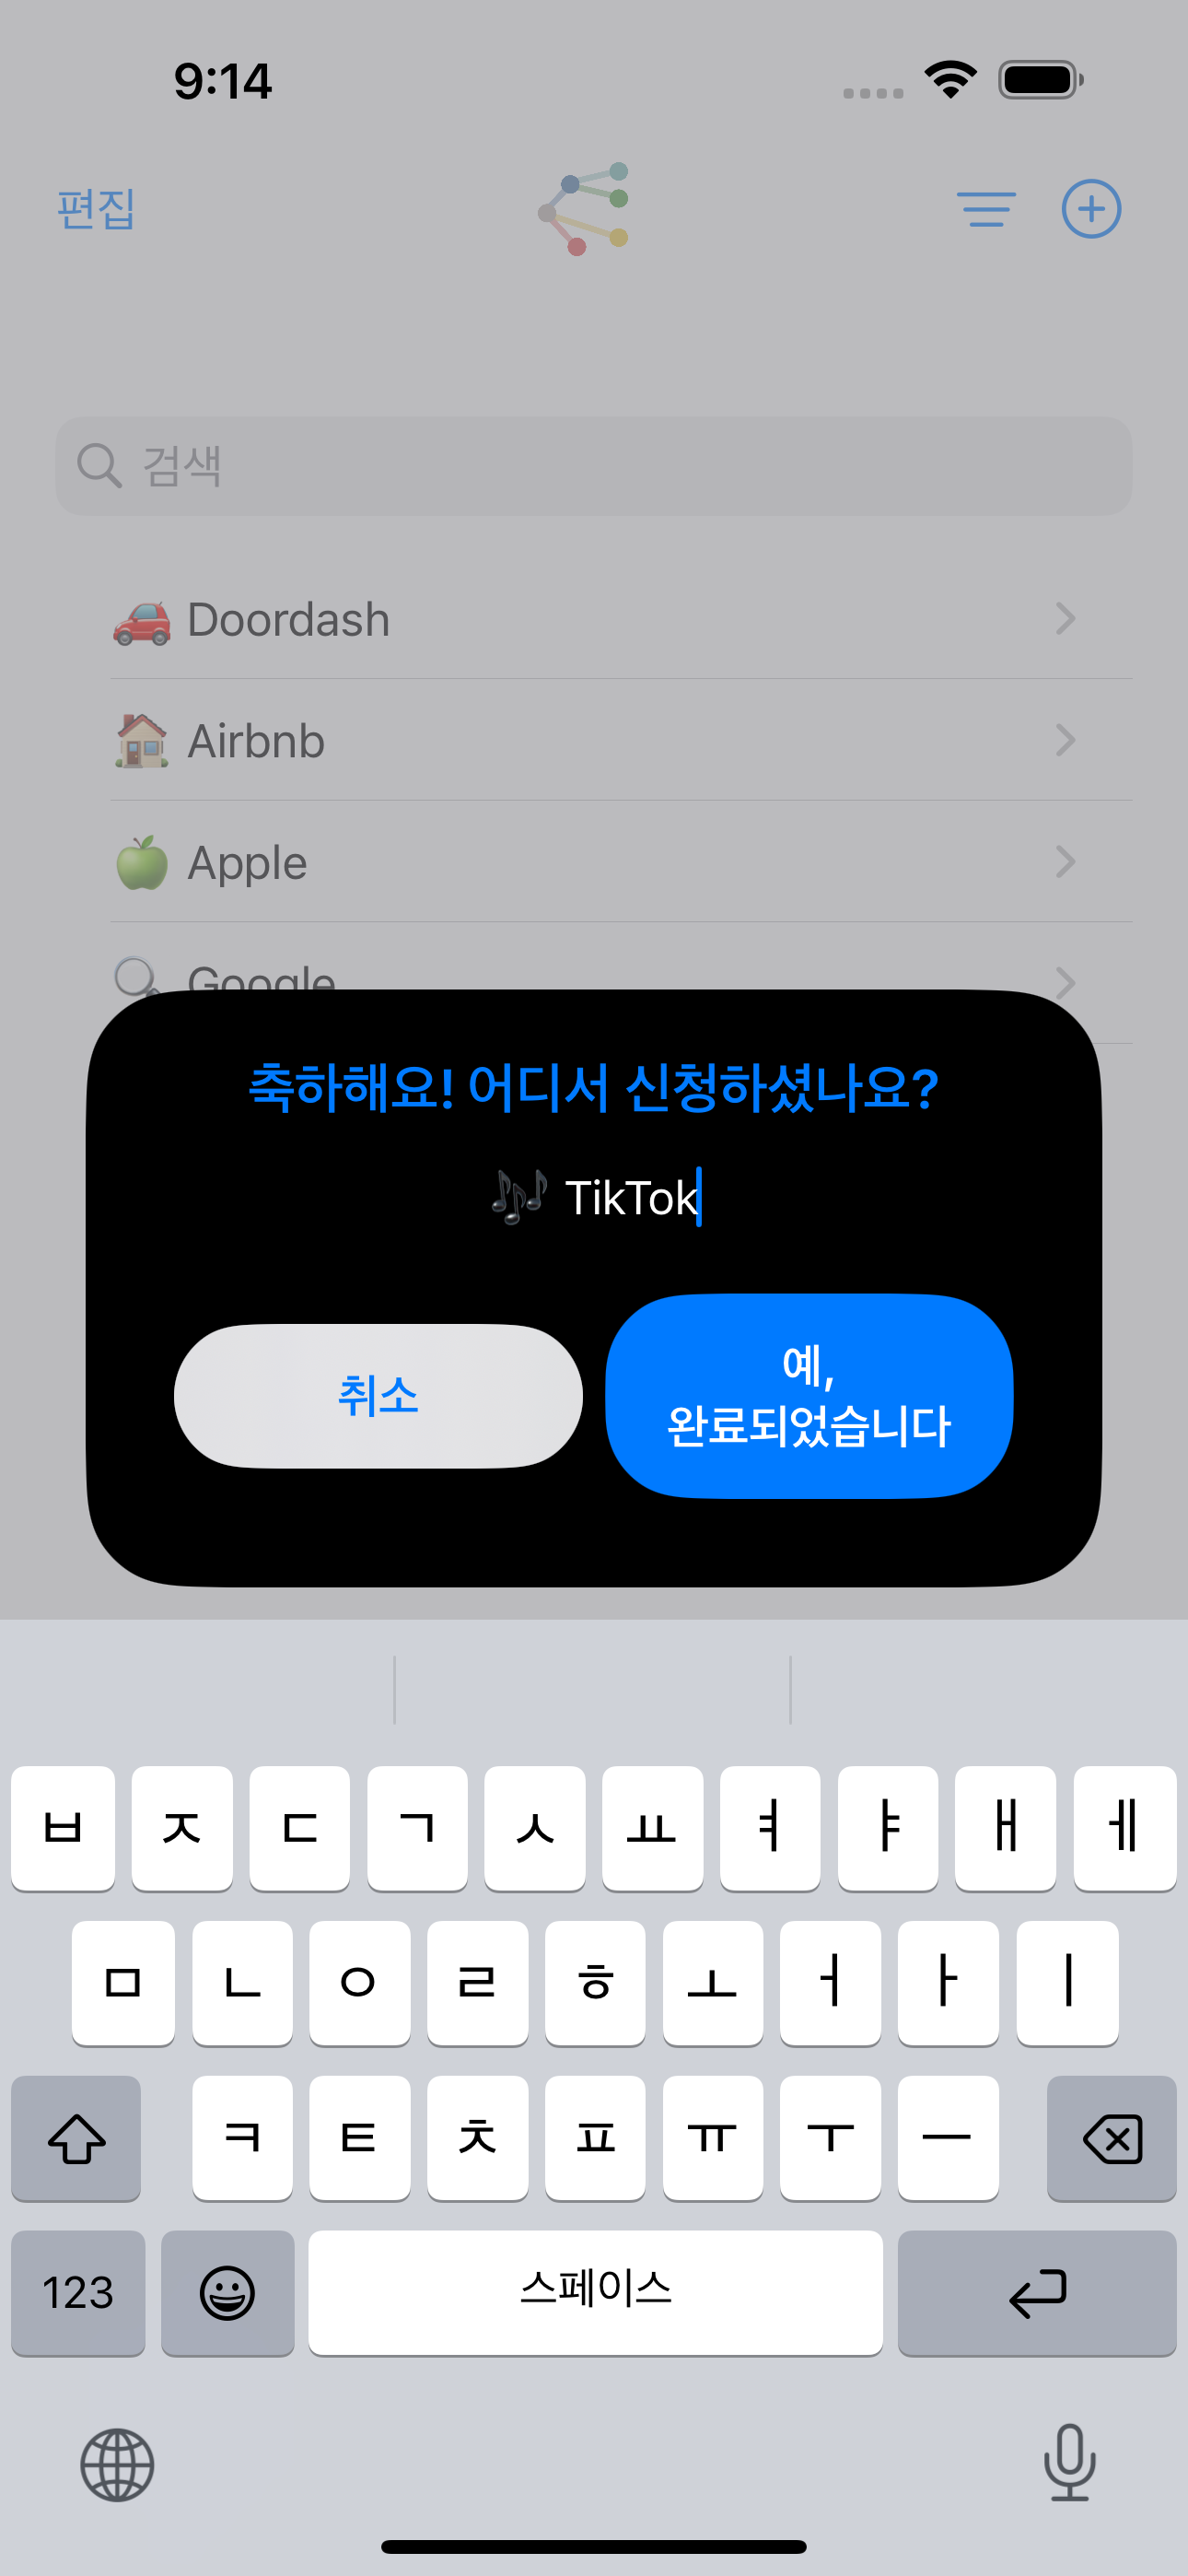 9:14
편집
검색
🚗 Doordash
🏠 Airbnb
🍏 Apple
🔍 Google
축하해요! 어디서 신청하셨나요?
🎶 TikTok
취소
예,
완료되었습니다
ㅂ ㅈ ㄷ ㄱ ㅅ ㅛ ㅕ ㅑ ㅐ ㅔ
ㅁ ㄴ ㅇ ㄹ ㅎ ㅗ ㅓ ㅏ ㅣ
ㅋ ㅌ ㅊ ㅍ ㅠ ㅜ ㅡ
123 스페이스